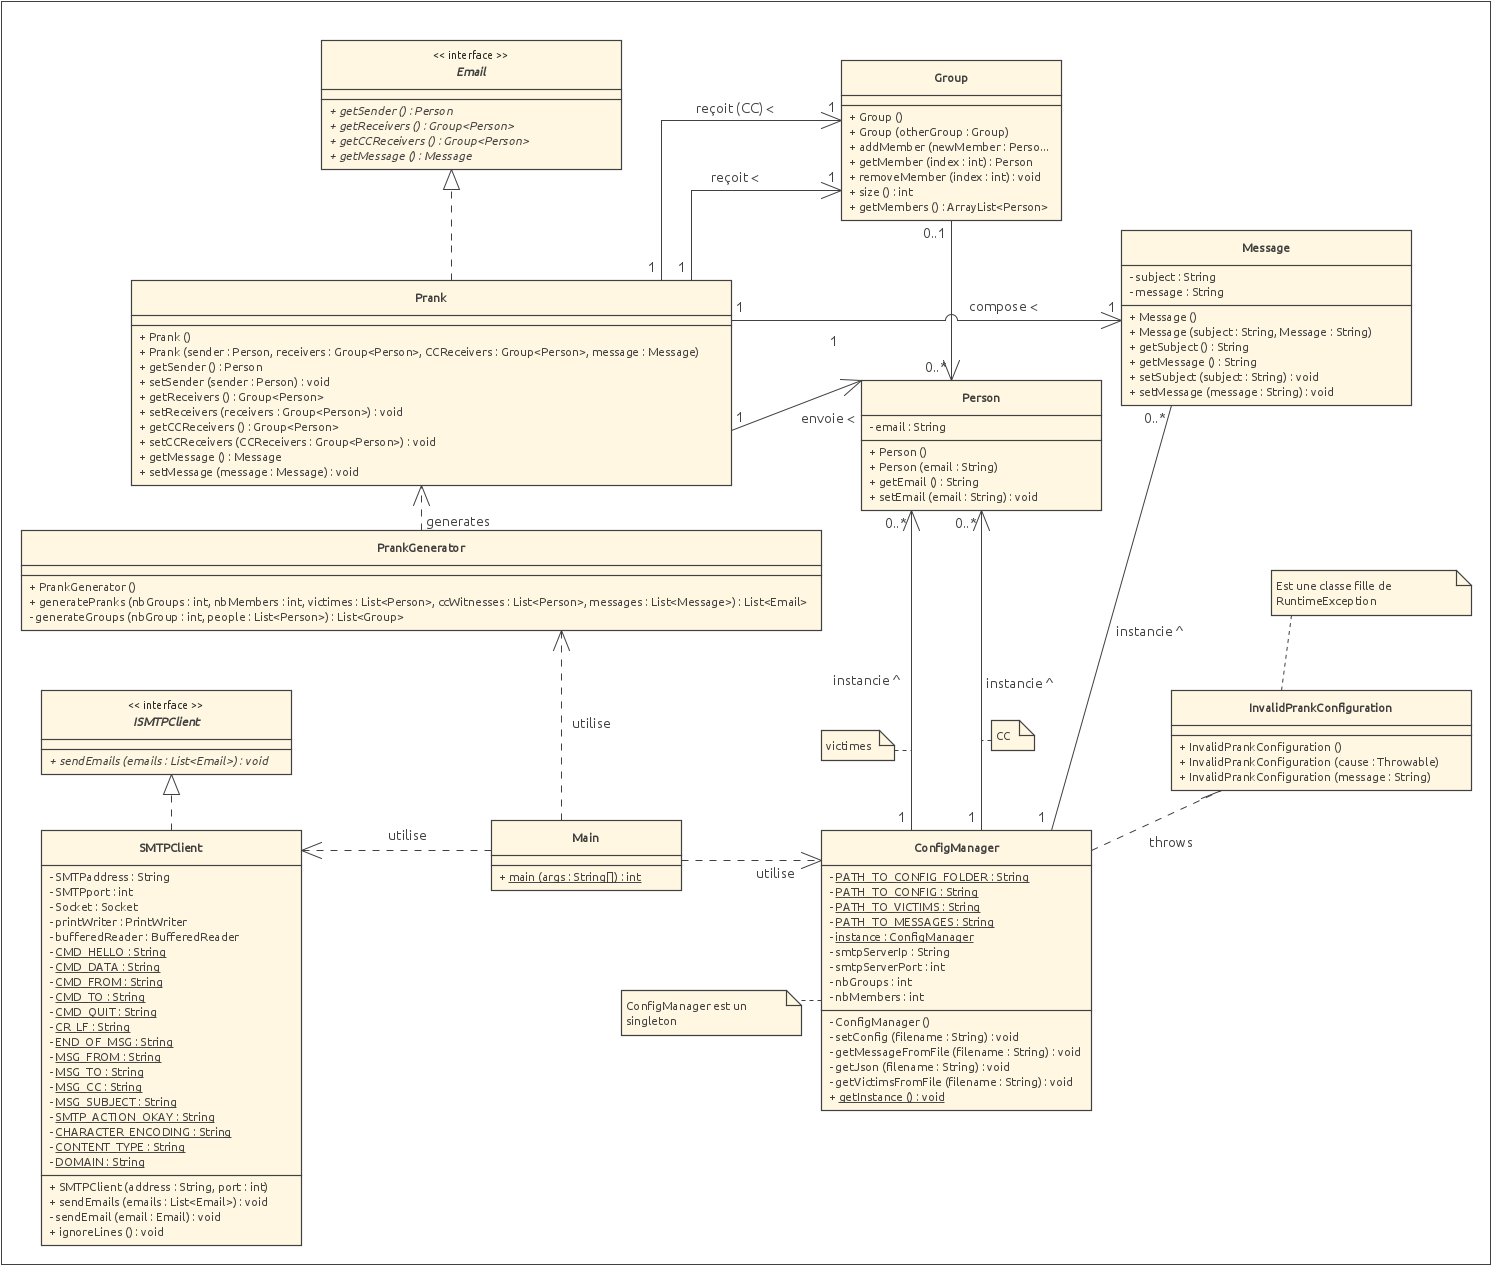 << interface >>
Email
+ getSender () : Person
+ getReceivers () : Group<Person>
+ getCCReceivers () : Group<Person>
+ getMessage () : Message
reçoit (CC) <
1
reçoit <
1
1
1
Group
+ Group ()
+ Group (otherGroup : Group)
+ addMember (newMember : Perso...
+ getMember (index : int) : Person
+ removeMember (index : int) : void
+ size () : int
+ getMembers () : ArrayList<Person>
0..1
0..*
Message
- subject : String
- message : String
+ Message ()
+ Message (subject : String, Message : String)
+ getSubject () : String
+ getMessage () : String
+ setSubject (subject : String) : void
+ setMessage (message : String) : void
0..*
Prank
+ Prank ()
+ Prank (sender : Person, receivers : Group<Person>, CCReceivers : Group<Person>, message : Message)
+ getSender () : Person
+ setSender (sender : Person) : void
+ getReceivers () : Group<Person>
+ setReceivers (receivers : Group<Person>) : void
+ getCCReceivers () : Group<Person>
+ setCCReceivers (CCReceivers : Group<Person>) : void
+ getMessage () : Message
+ setMessage (message : Message) : void
1
compose <
1
1
1
envoie <
Person
- email : String
+ Person ()
+ Person (email : String)
+ getEmail () : String
+ setEmail (email : String) : void
0..*
0..*
generates
PrankGenerator
+ PrankGenerator ()
+ generatePranks (nbGroups : int, nbMembers : int, victimes : List<Person>, ccWitnesses : List<Person>, messages : List<Message>) : List<Email>
- generateGroups (nbGroup : int, people : List<Person>) : List<Group>
Est une classe fille de
RuntimeException
instancie ^
instancie ^
instancie ^
victimes
CC
InvalidPrankConfiguration
+ InvalidPrankConfiguration ()
+ InvalidPrankConfiguration (cause : Throwable)
+ InvalidPrankConfiguration (message : String)
throws
<< interface >>
ISMTPClient
+ sendEmails (emails : List<Email>) : void
utilise
utilise
utilise
1
1
1
Main
+ main (args : String[]) : int
SMTPClient
- SMTPaddress : String
- SMTPport : int
- Socket : Socket
- printWriter : PrintWriter
- bufferedReader : BufferedReader
- CMD_HELLO : String
- CMD_DATA : String
- CMD_FROM : String
- CMD_TO : String
- CMD_QUIT : String
- CR_LF : String
- END_OF_MSG : String
- MSG_FROM : String
- MSG_TO : String
- MSG_CC : String
- MSG_SUBJECT : String
- SMTP_ACTION_OKAY : String
- CHARACTER_ENCODING : String
- CONTENT_TYPE : String
- DOMAIN : String
+ SMTPClient (address : String, port : int)
+ sendEmails (emails : List<Email>) : void
- sendEmail (email : Email) : void
+ ignoreLines () : void
ConfigManager est un
singleton
ConfigManager
- PATH_TO_CONFIG_FOLDER : String
- PATH_TO_CONFIG : String
- PATH_TO_VICTIMS : String
- PATH_TO_MESSAGES : String
- instance : ConfigManager
- smtpServerIp : String
- smtpServerPort : int
- nbGroups : int
- nbMembers : int
- ConfigManager ()
- setConfig (filename : String) : void
- getMessageFromFile (filename : String) : void
- getJson (filename : String) : void
- getVictimsFromFile (filename : String) : void
+ getInstance () : void